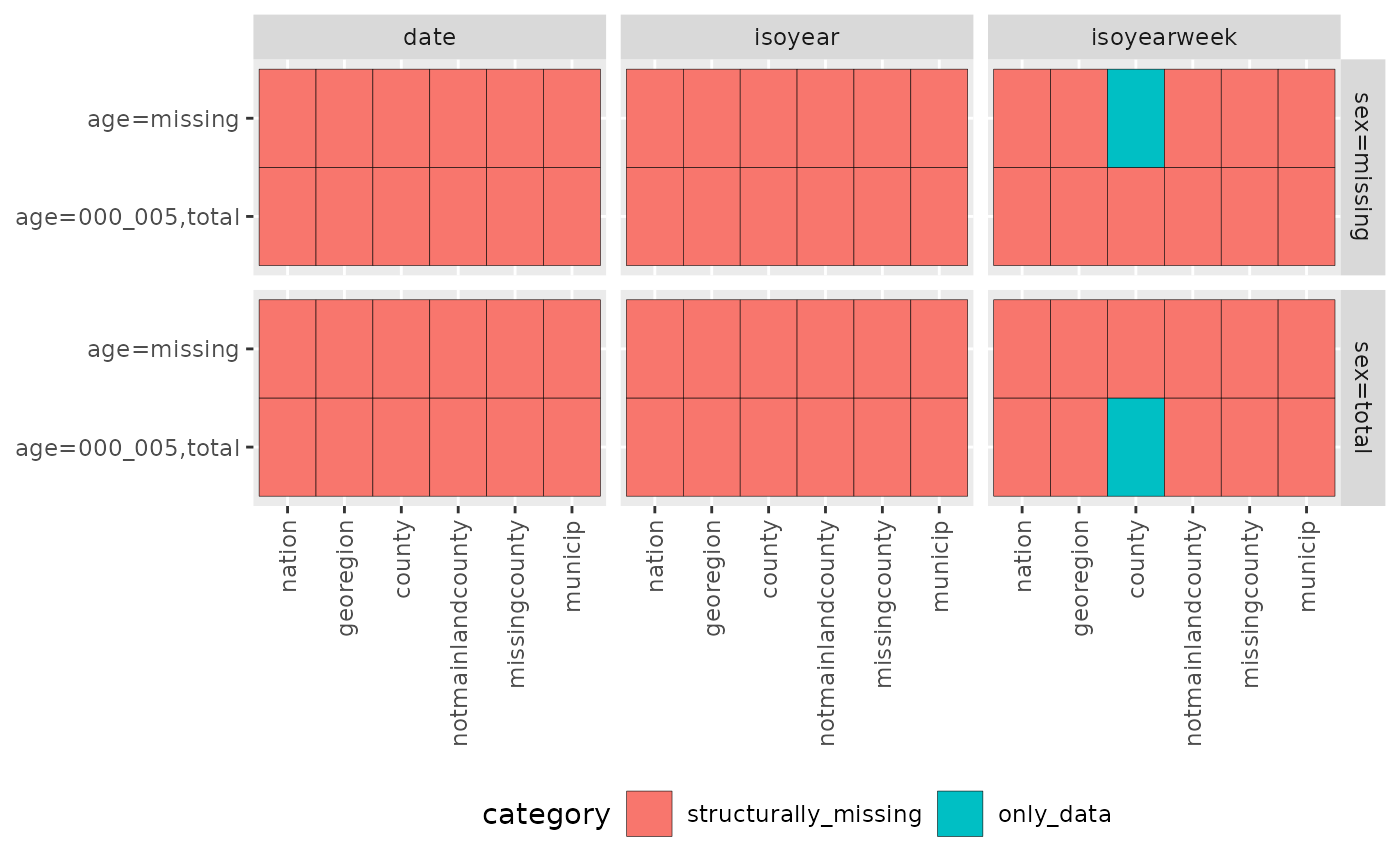 date isoyear isoyearweek
age=missing
age=000_005,total
sex=missing
age=missing
age=000_005,total
sex=total
nation georegion county notmainlandcounty missingcounty municip nation georegion county notmainlandcounty missingcounty municip nation georegion county notmainlandcounty missingcounty municip
category structurally_missing only_data